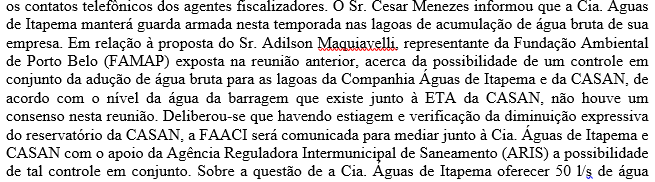 os contatos telefônicos dos agentes fiscalizadores. O Sr. Cesar Menezes informou que a Cia. Águas
de Itapema manterá guarda armada nesta temporada nas lagoas de acumulação de água bruta de sua
empresa. Em relação à proposta do Sr. Adilson Maquiavelli, representante da Fundação Ambiental
de Porto Belo (FAMAP) exposta na reunião anterior, acerca da possibilidade de um controle em
conjunto da adução de água bruta para as lagoas da Companhia Águas de Itapema e da CASAN, de
acordo com o nível da água da barragem que existe junto à ETA da CASAN, não houve um
consenso nesta reunião. Deliberou-se que havendo estiagem e verificação da diminuição expressiva
do reservatório da CASAN, a FAACI será comunicada para mediar junto à Cia. Águas de Itapema e
CASAN com o apoio da Agência Reguladora Intermunicipal de Saneamento (ARIS) a possibilidade
de tal controle em conjunto. Sobre a questão de a Cia. Águas de Itapema oferecer 50 l/s de água